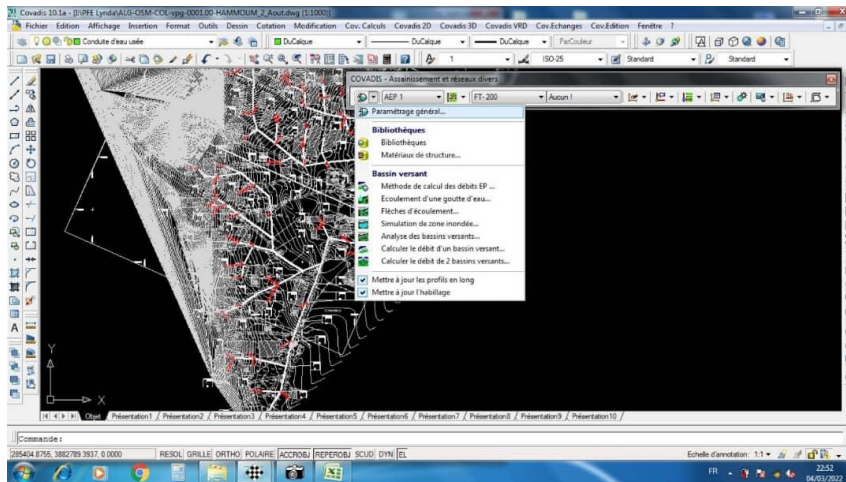 Covadis 10.1a - [I:\PFE Lynda\ALG-OSM-COL-vpg-0001.00-HAMMOUM_2_Aout.dwg (1:1000)]
Fichier Edition Affichage Insertion Format Outils Dessin Cotation Modification Cov. Calculs Covadis 2D Covadis 3D Covadis VRD Cov.Echanges Cov.Edition Fenêtre ?
Conduite d'eau usée DuCalque DuCalque DuCalque ParCouleur
1 ISO-25 Standard Standard
COVADIS - Assainissement et réseaux divers
AEP 1 FT-200 Aucun !
Paramétrage général...
Bibliothèques
Bibliothèques
Matériaux de structure...
Bassin versant
Méthode de calcul des débits EP ...
Ecoulement d'une goutte d'eau...
Flèches d'écoulement...
Simulation de zone inondée...
Analyse des bassins versants...
Calculer le débit d'un bassin versant...
Calculer le débit de 2 bassins versants...
Mettre à jour les profils en long
Mettre à jour l'habillage
Y
X
Objet Présentation1 Présentation2 Présentation3 Présentation4 Présentation5 Présentation6 Présentation7 Présentation8 Présentation9 Présentation10
Commande:
285404.8755, 3882789.3937, 0.0000 RESOL GRILLE ORTHO POLAIRE ACCROBJ REPEROBJ SCUD DYN EL Echelle d'annotation: 1:1
FR 22:52
04/03/2022